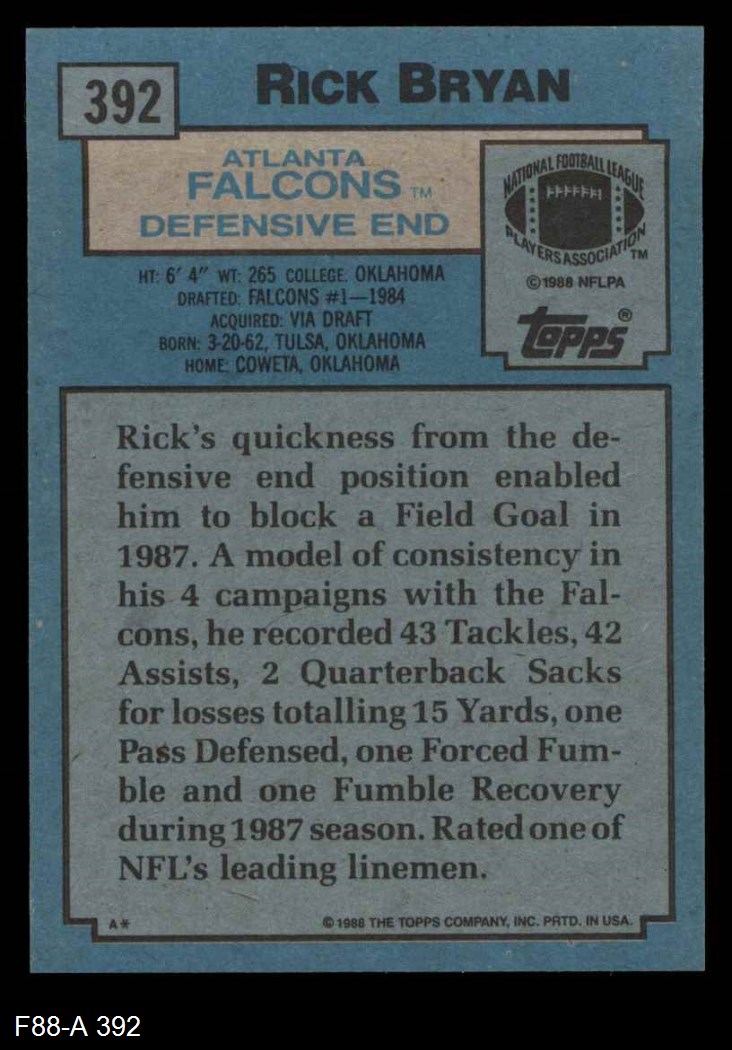 392
RICK BRYAN
ATLANTA
FALCONS TM
DEFENSIVE END
NATIONAL FOOTBALL LEAGUE
PLAYERS ASSOCIATION TM
© 1988 NFLPA
topps®
HT: 6' 4" WT: 265 COLLEGE: OKLAHOMA
DRAFTED: FALCONS #1—1984
ACQUIRED: VIA DRAFT
BORN: 3-20-62, TULSA, OKLAHOMA
HOME: COWETA, OKLAHOMA
Rick's quickness from the de-
fensive end position enabled
him to block a Field Goal in
1987. A model of consistency in
his 4 campaigns with the Fal-
cons, he recorded 43 Tackles, 42
Assists, 2 Quarterback Sacks
for losses totalling 15 Yards, one
Pass Defensed, one Forced Fum-
ble and one Fumble Recovery
during 1987 season. Rated one of
NFL's leading linemen.
A*
© 1988 THE TOPPS COMPANY, INC. PRTD. IN USA.
F88-A 392